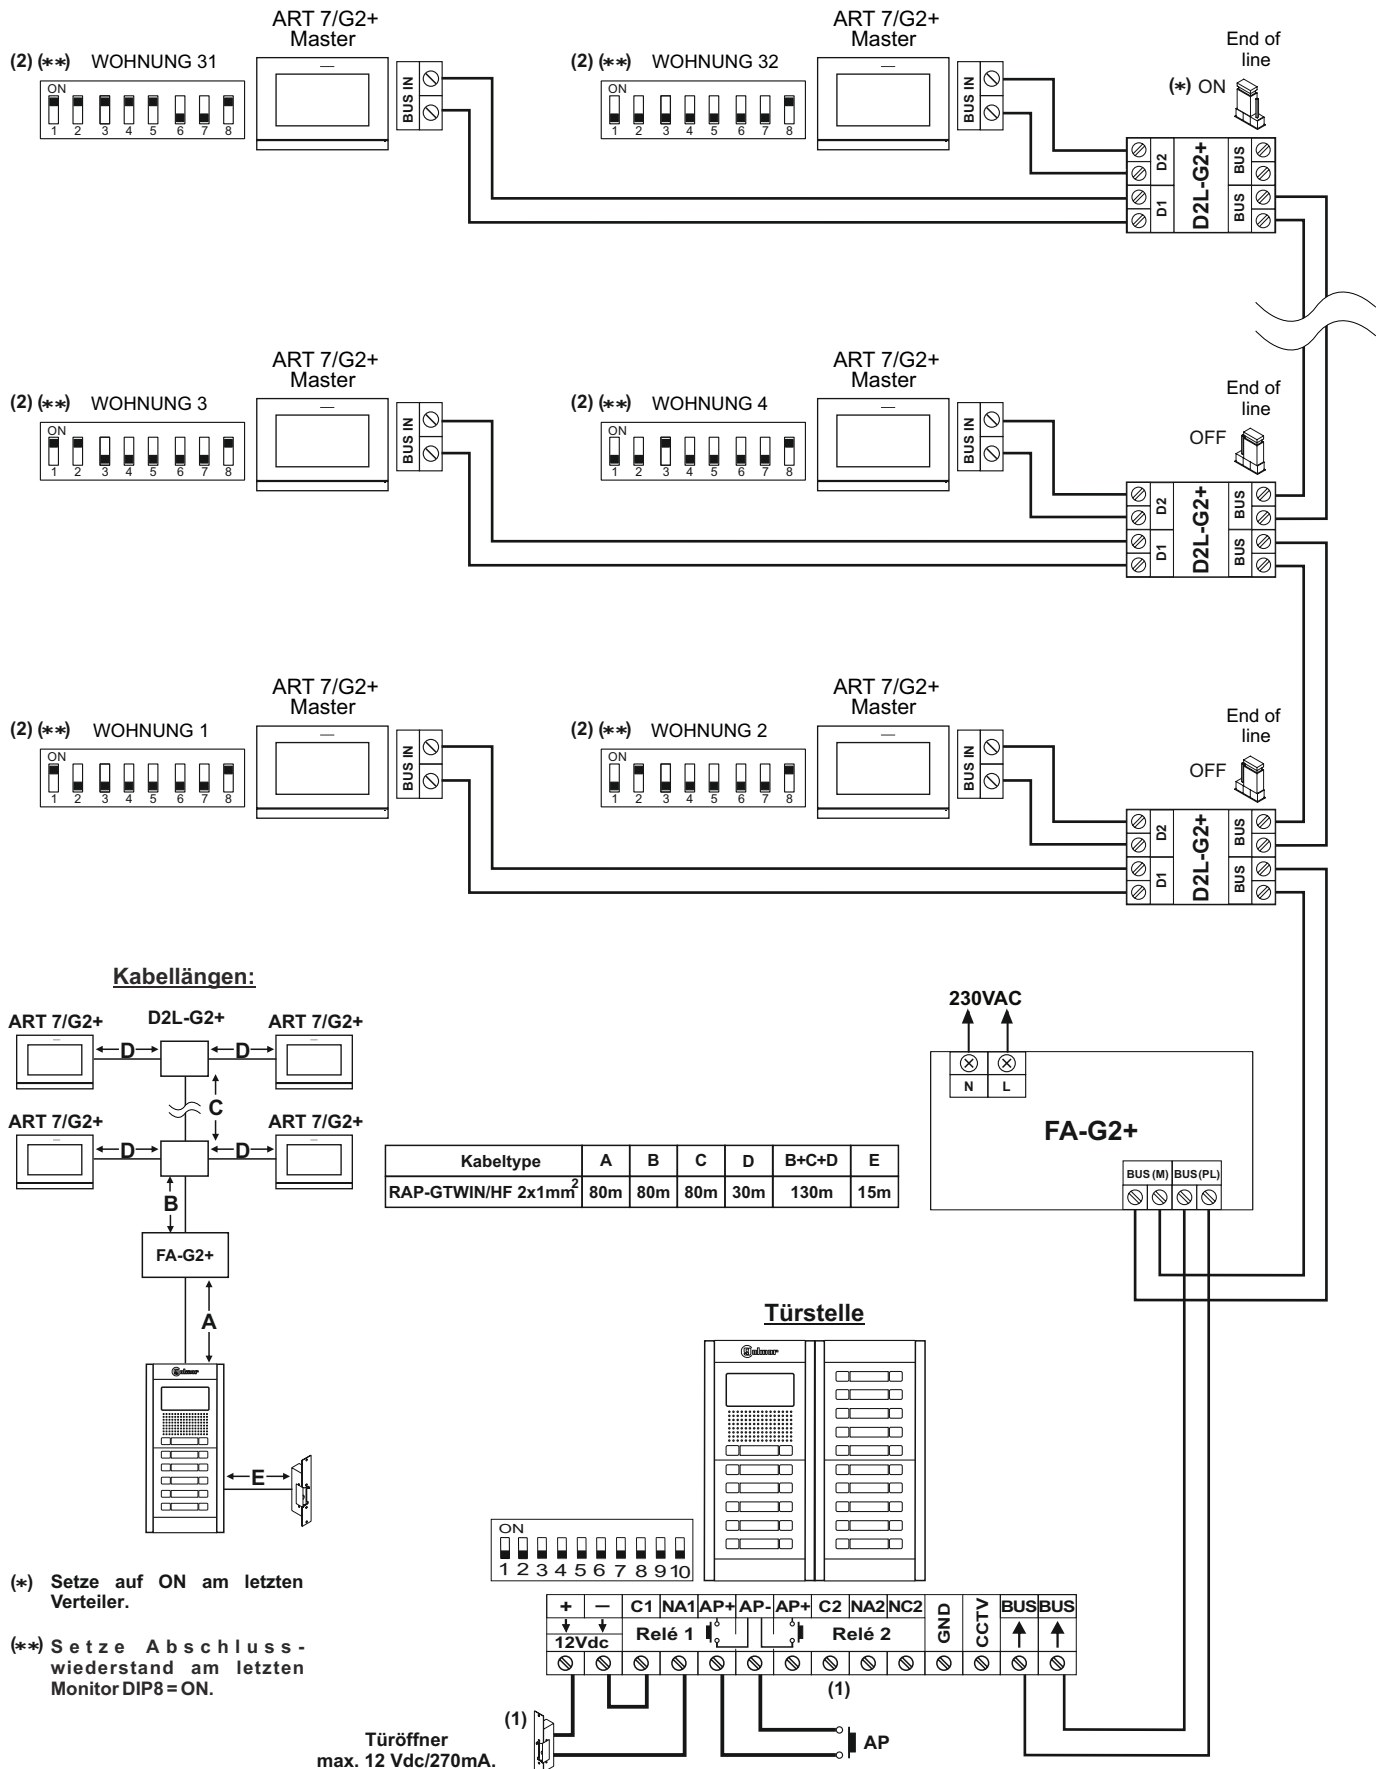 ART 7/G2+
Master
ART 7/G2+
Master
(2) (**) WOHNUNG 31
(2) (**) WOHNUNG 32
End of
line
(*) ON
ON
1 2 3 4 5 6 7 8
BUS IN
ON
1 2 3 4 5 6 7 8
BUS IN
D2
D1
D2L-G2+
BUS
BUS
ART 7/G2+
Master
ART 7/G2+
Master
(2) (**) WOHNUNG 3
(2) (**) WOHNUNG 4
End of
line
OFF
ON
1 2 3 4 5 6 7 8
BUS IN
ON
1 2 3 4 5 6 7 8
BUS IN
D2
D1
D2L-G2+
BUS
BUS
ART 7/G2+
Master
ART 7/G2+
Master
(2) (**) WOHNUNG 1
(2) (**) WOHNUNG 2
End of
line
OFF
ON
1 2 3 4 5 6 7 8
BUS IN
ON
1 2 3 4 5 6 7 8
BUS IN
D2
D1
D2L-G2+
BUS
BUS
Kabellängen:
ART 7/G2+ D2L-G2+ ART 7/G2+
D D
C
ART 7/G2+ ART 7/G2+
D D
B
FA-G2+
A
Golmar
E
Kabeltype A B C D B+C+D E
RAP-GTWIN/HF 2x1mm² 80m 80m 80m 30m 130m 15m
230VAC
N L
FA-G2+
BUS (M) BUS (PL)
Türstelle
Golmar
ON
1 2 3 4 5 6 7 8 9 10
+ – C1 NA1 AP+ AP- AP+ C2 NA2 NC2 GND CCTV BUS BUS
12Vdc Relé 1 Relé 2
(1)
(1)
AP
Türöffner
max. 12 Vdc/270mA.
(*) Setze auf ON am letzten
Verteiler.
(**) Setze Abschluss-
wiederstand am letzten
Monitor DIP8 = ON.